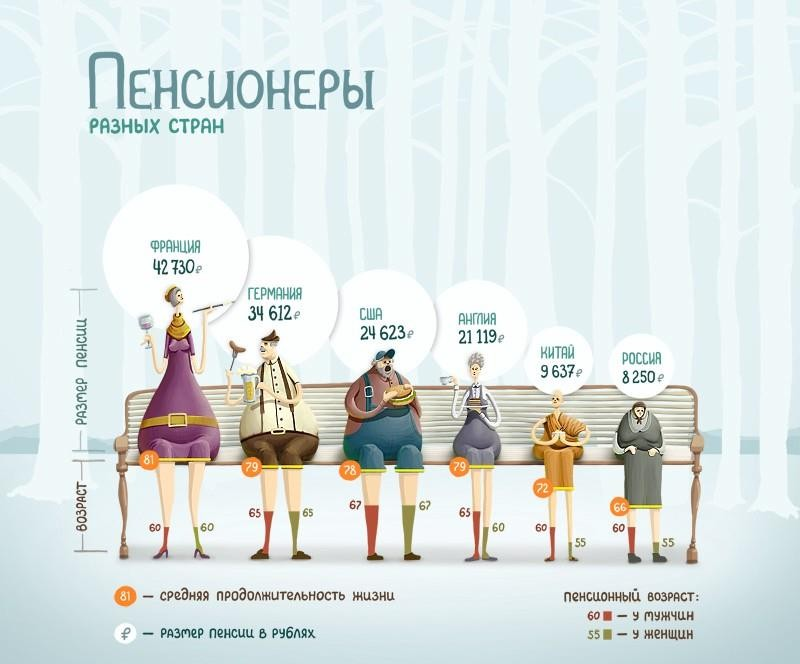 Пенсионеры
разных стран
Франция
42 730 ₽
Германия
34 612 ₽
США
24 623 ₽
Англия
21 119 ₽
Китай
9 637 ₽
Россия
8 250 ₽
размер пенсии
возраст
81
79
78
79
72
66
60 60
65 65
67 67
65 60
60 55
60 55
81 — средняя продолжительность жизни
₽ — размер пенсии в рублях
пенсионный возраст:
60 — у мужчин
55 — у женщин